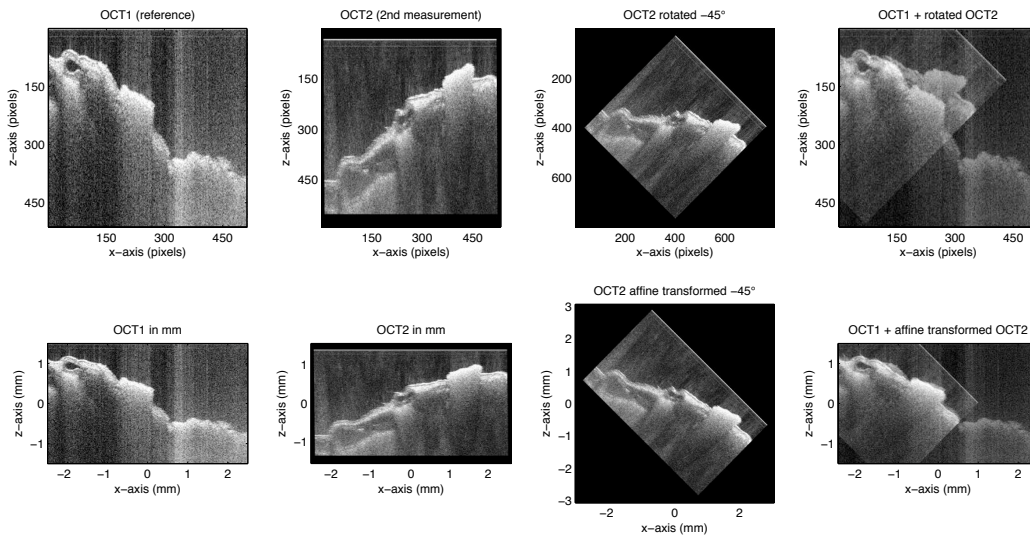 OCT1 (reference)
OCT2 (2nd measurement)
OCT2 rotated −45°
OCT1 + rotated OCT2
z−axis (pixels)
150
300
450
150 300 450
x−axis (pixels)
z−axis (pixels)
150
300
450
150 300 450
x−axis (pixels)
z−axis (pixels)
200
400
600
200 400 600
x−axis (pixels)
z−axis (pixels)
150
300
450
150 300 450
x−axis (pixels)
OCT1 in mm
OCT2 in mm
OCT2 affine transformed −45°
OCT1 + affine transformed OCT2
z−axis (mm)
1
0
−1
−2 −1 0 1 2
x−axis (mm)
z−axis (mm)
1
0
−1
−2 −1 0 1 2
x−axis (mm)
z−axis (mm)
3
2
1
0
−1
−2
−3
−2 0 2
x−axis (mm)
z−axis (mm)
1
0
−1
−2 −1 0 1 2
x−axis (mm)